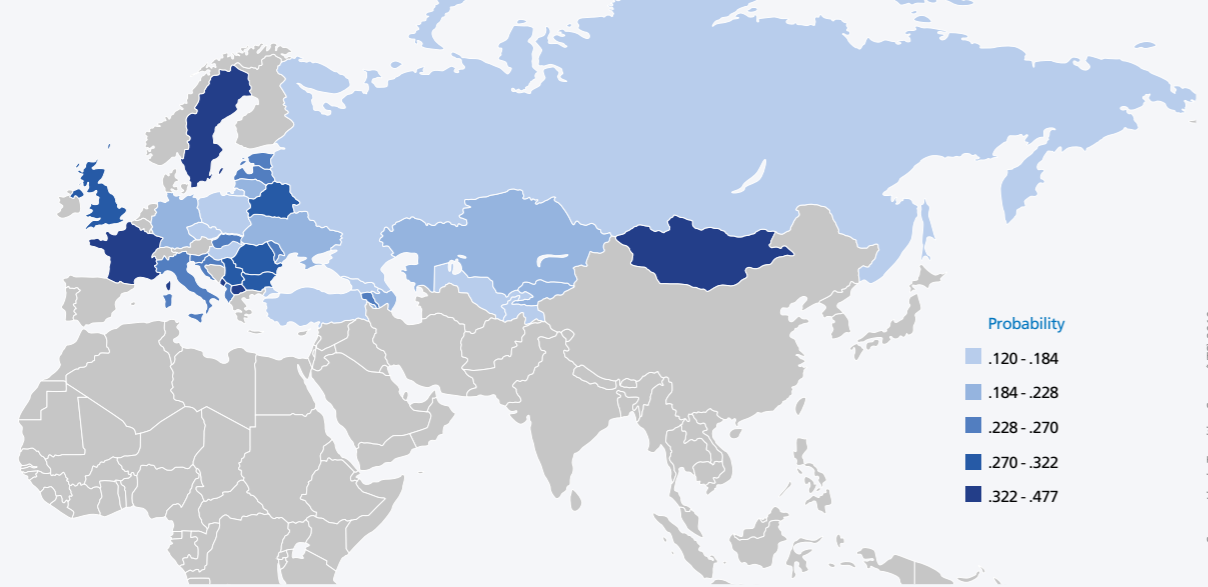 Probability
.120 - .184
.184 - .228
.228 - .270
.270 - .322
.322 - .477